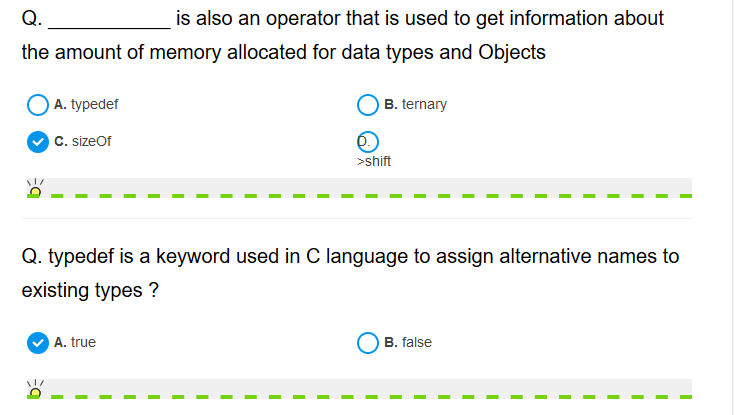 Q. ____________ is also an operator that is used to get information about
the amount of memory allocated for data types and Objects
A. typedef
B. ternary
C. sizeOf
D.
>shift
Q. typedef is a keyword used in C language to assign alternative names to
existing types ?
A. true
B. false